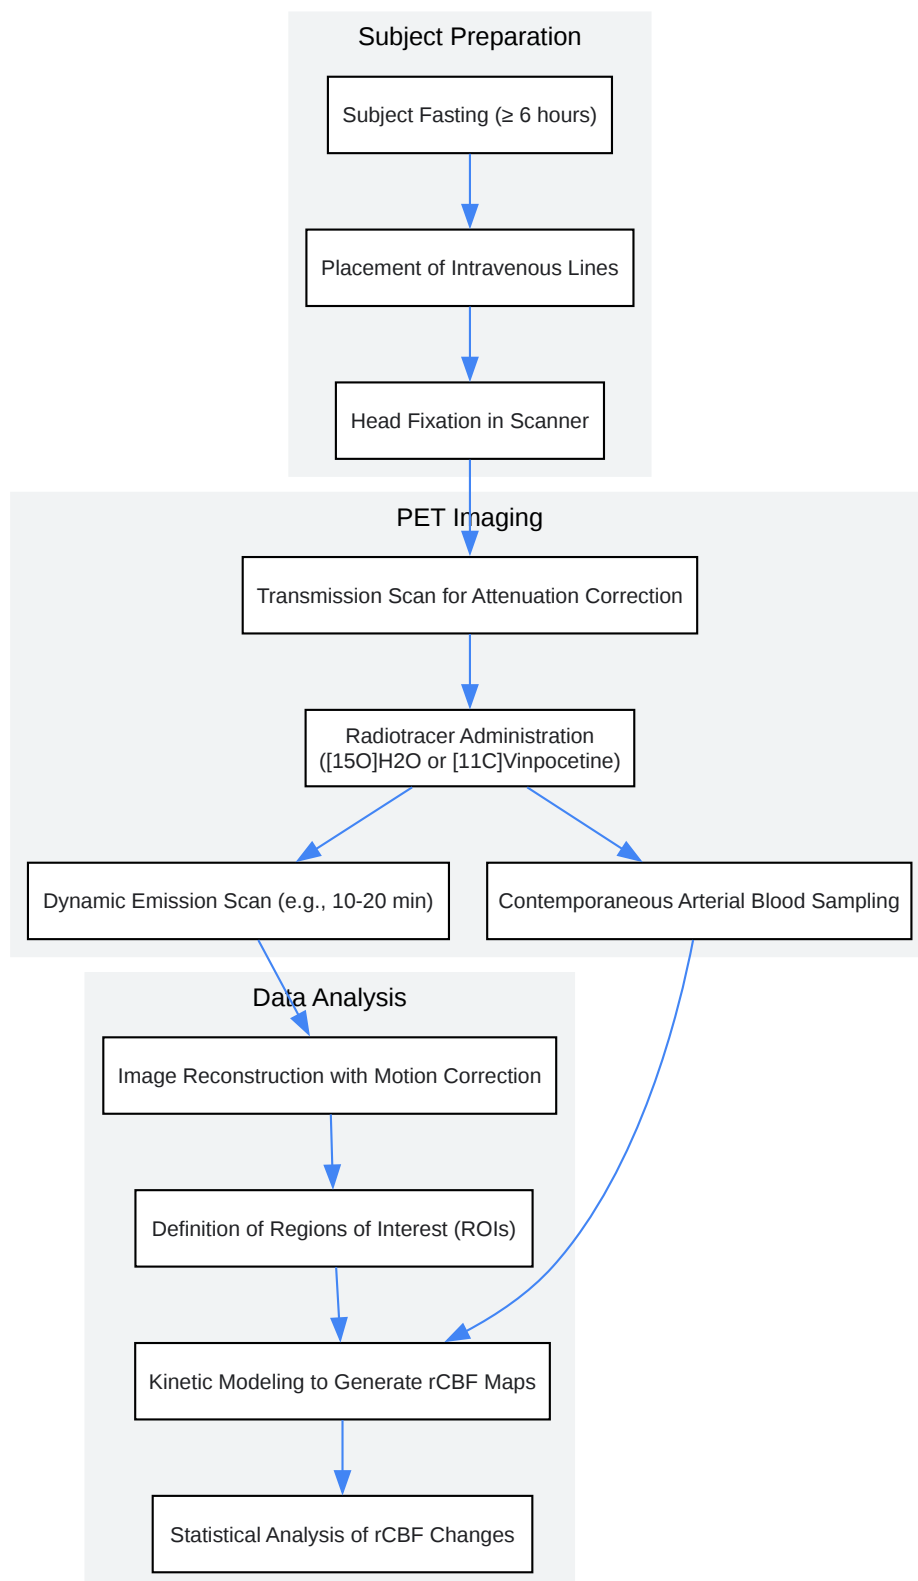 Subject Preparation
Subject Fasting (≥ 6 hours)
Placement of Intravenous Lines
Head Fixation in Scanner
PET Imaging
Transmission Scan for Attenuation Correction
Radiotracer Administration
([15O]H2O or [11C]Vinpocetine)
Dynamic Emission Scan (e.g., 10-20 min)
Contemporaneous Arterial Blood Sampling
Data Analysis
Image Reconstruction with Motion Correction
Definition of Regions of Interest (ROIs)
Kinetic Modeling to Generate rCBF Maps
Statistical Analysis of rCBF Changes